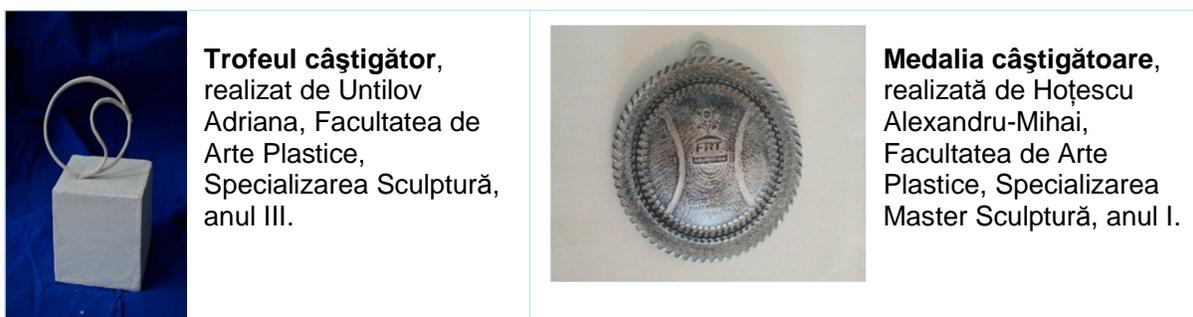 Trofeul câştigător,
realizat de Untilov
Adriana, Facultatea de
Arte Plastice,
Specializarea Sculptură,
anul III.
FRT
Medalia câştigătoare,
realizată de Hoțescu
Alexandru-Mihai,
Facultatea de Arte
Plastice, Specializarea
Master Sculptură, anul I.